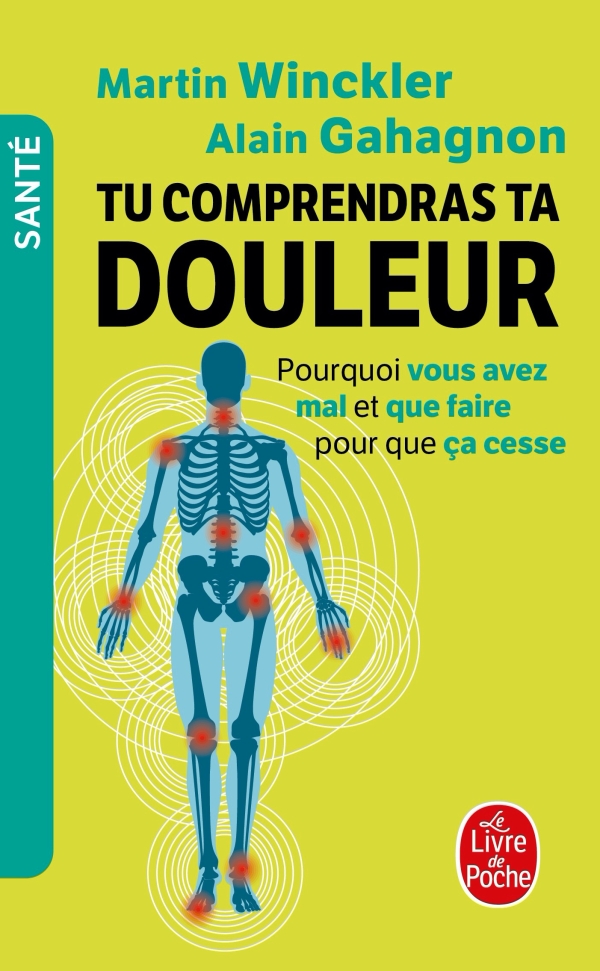 Martin Winckler
Alain Gahagnon
SANTÉ
TU COMPRENDRAS TA
DOULEUR
Pourquoi vous avez
mal et que faire
pour que ça cesse
Le
Livre
de
Poche